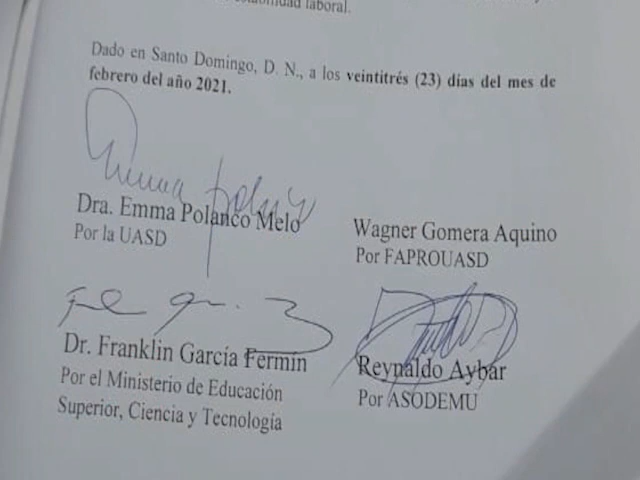 estabilidad laboral.
Dado en Santo Domingo, D. N., a los veintitrés (23) días del mes de
febrero del año 2021.
Dra. Emma Polanco Melo
Por la UASD
Wagner Gomera Aquino
Por FAPROUASD
Dr. Franklin García Fermín
Por el Ministerio de Educación
Superior, Ciencia y Tecnología
Reynaldo Aybar
Por ASODEMU